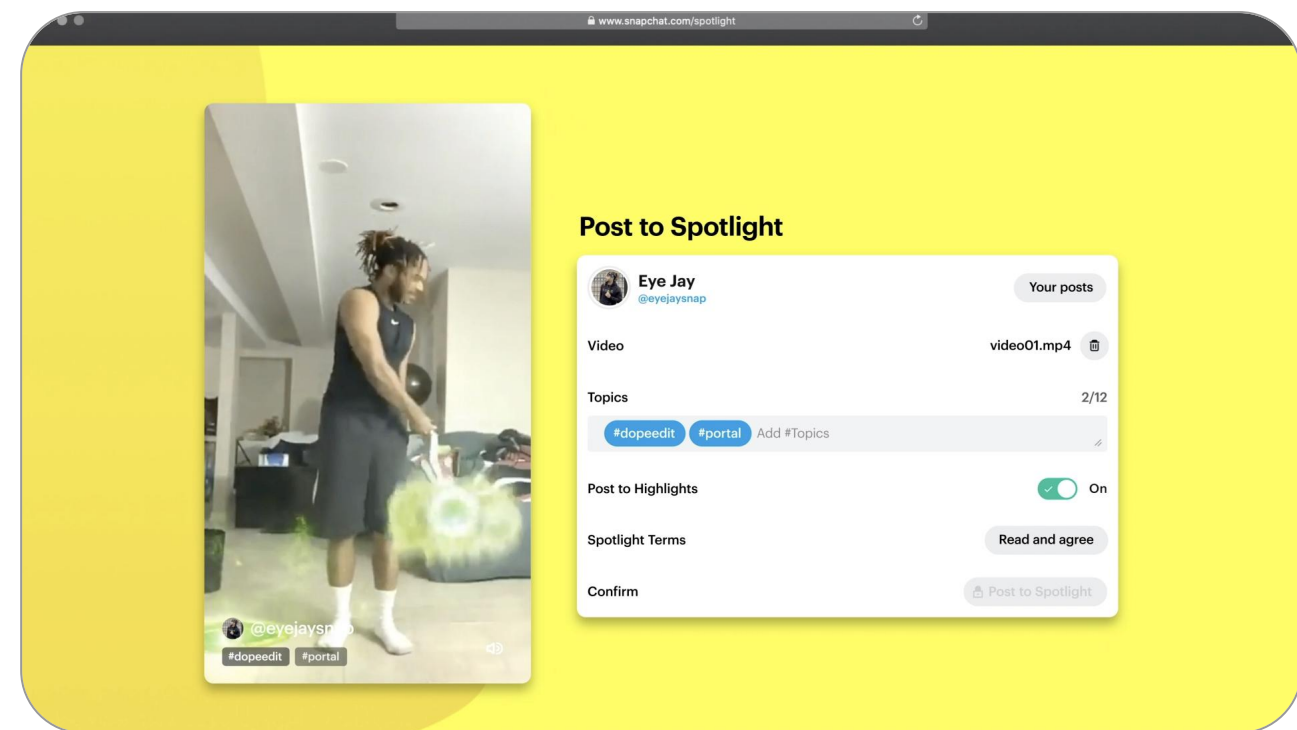 www.snapchat.com/spotlight
Post to Spotlight
Eye Jay
@eyejaysnap
Your posts
Video
video01.mp4
Topics
2/12
#dopeedit #portal Add #Topics
Post to Highlights
On
Spotlight Terms
Read and agree
Confirm
Post to Spotlight
@eyejaysnap
#dopeedit #portal